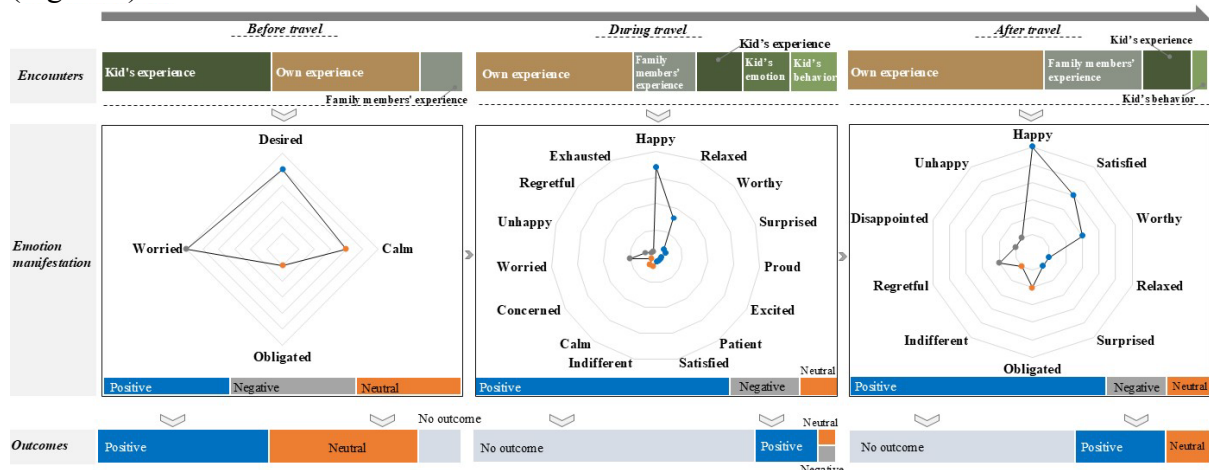 Before travel
During travel
After travel
Encounters
Kid's experience
Own experience
Family members' experience
Own experience
Family
members'
experience
Kid's experience
Kid's
emotion
Kid's
behavior
Own experience
Family members'
experience
Kid's experience
Kid's behavior
Emotion
manifestation
Desired
Worried
Calm
Obligated
Positive
Negative
Neutral
Happy
Exhausted
Relaxed
Regretful
Worthy
Unhappy
Surprised
Worried
Proud
Concerned
Excited
Calm
Patient
Indifferent
Satisfied
Positive
Negative
Neutral
Happy
Unhappy
Satisfied
Disappointed
Worthy
Regretful
Relaxed
Indifferent
Surprised
Obligated
Positive
Negative
Neutral
Outcomes
Positive
Neutral
No outcome
No outcome
Positive
Neutral
Negative
No outcome
Positive
Neutral